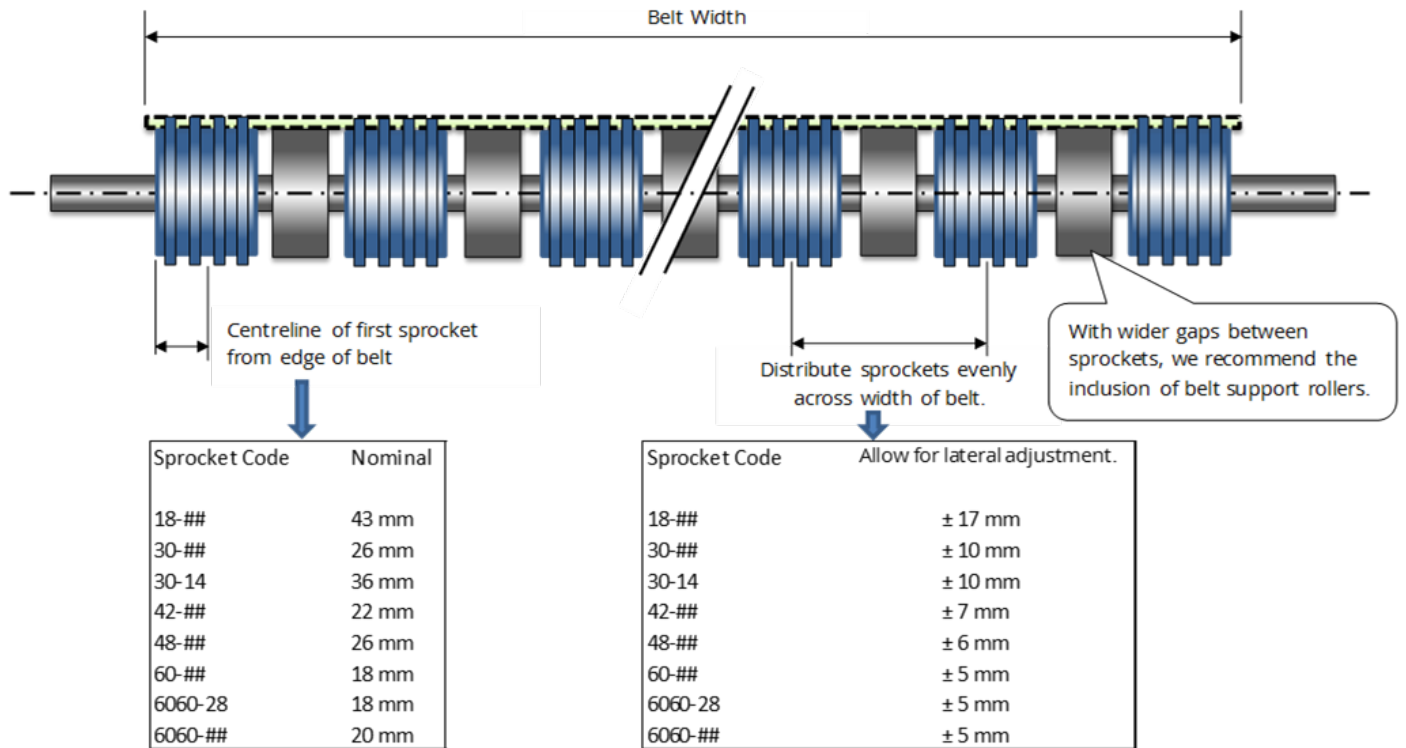 Belt Width
Centreline of first sprocket
from edge of belt
Distribute sprockets evenly
across width of belt.
With wider gaps between
sprockets, we recommend the
inclusion of belt support rollers.
Sprocket Code Nominal
18-## 43 mm
30-## 26 mm
30-14 36 mm
42-## 22 mm
48-## 26 mm
60-## 18 mm
6060-28 18 mm
6060-## 20 mm
Sprocket Code Allow for lateral adjustment.
18-## ± 17 mm
30-## ± 10 mm
30-14 ± 10 mm
42-## ± 7 mm
48-## ± 6 mm
60-## ± 5 mm
6060-28 ± 5 mm
6060-## ± 5 mm